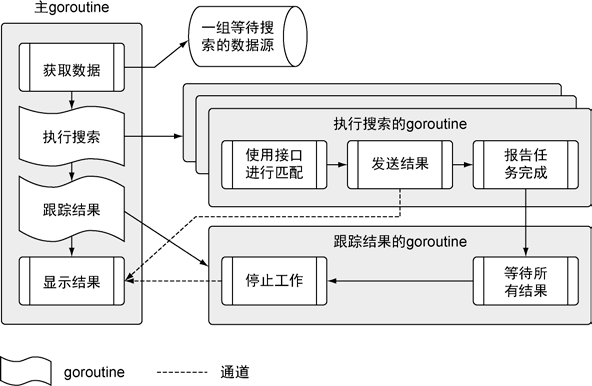 主goroutine
一组等待搜
索的数据源
获取数据
执行搜索
跟踪结果
显示结果
执行搜索的goroutine
使用接口
进行匹配
发送结果
报告任
务完成
跟踪结果的goroutine
停止工作
等待所
有结果
goroutine
通道